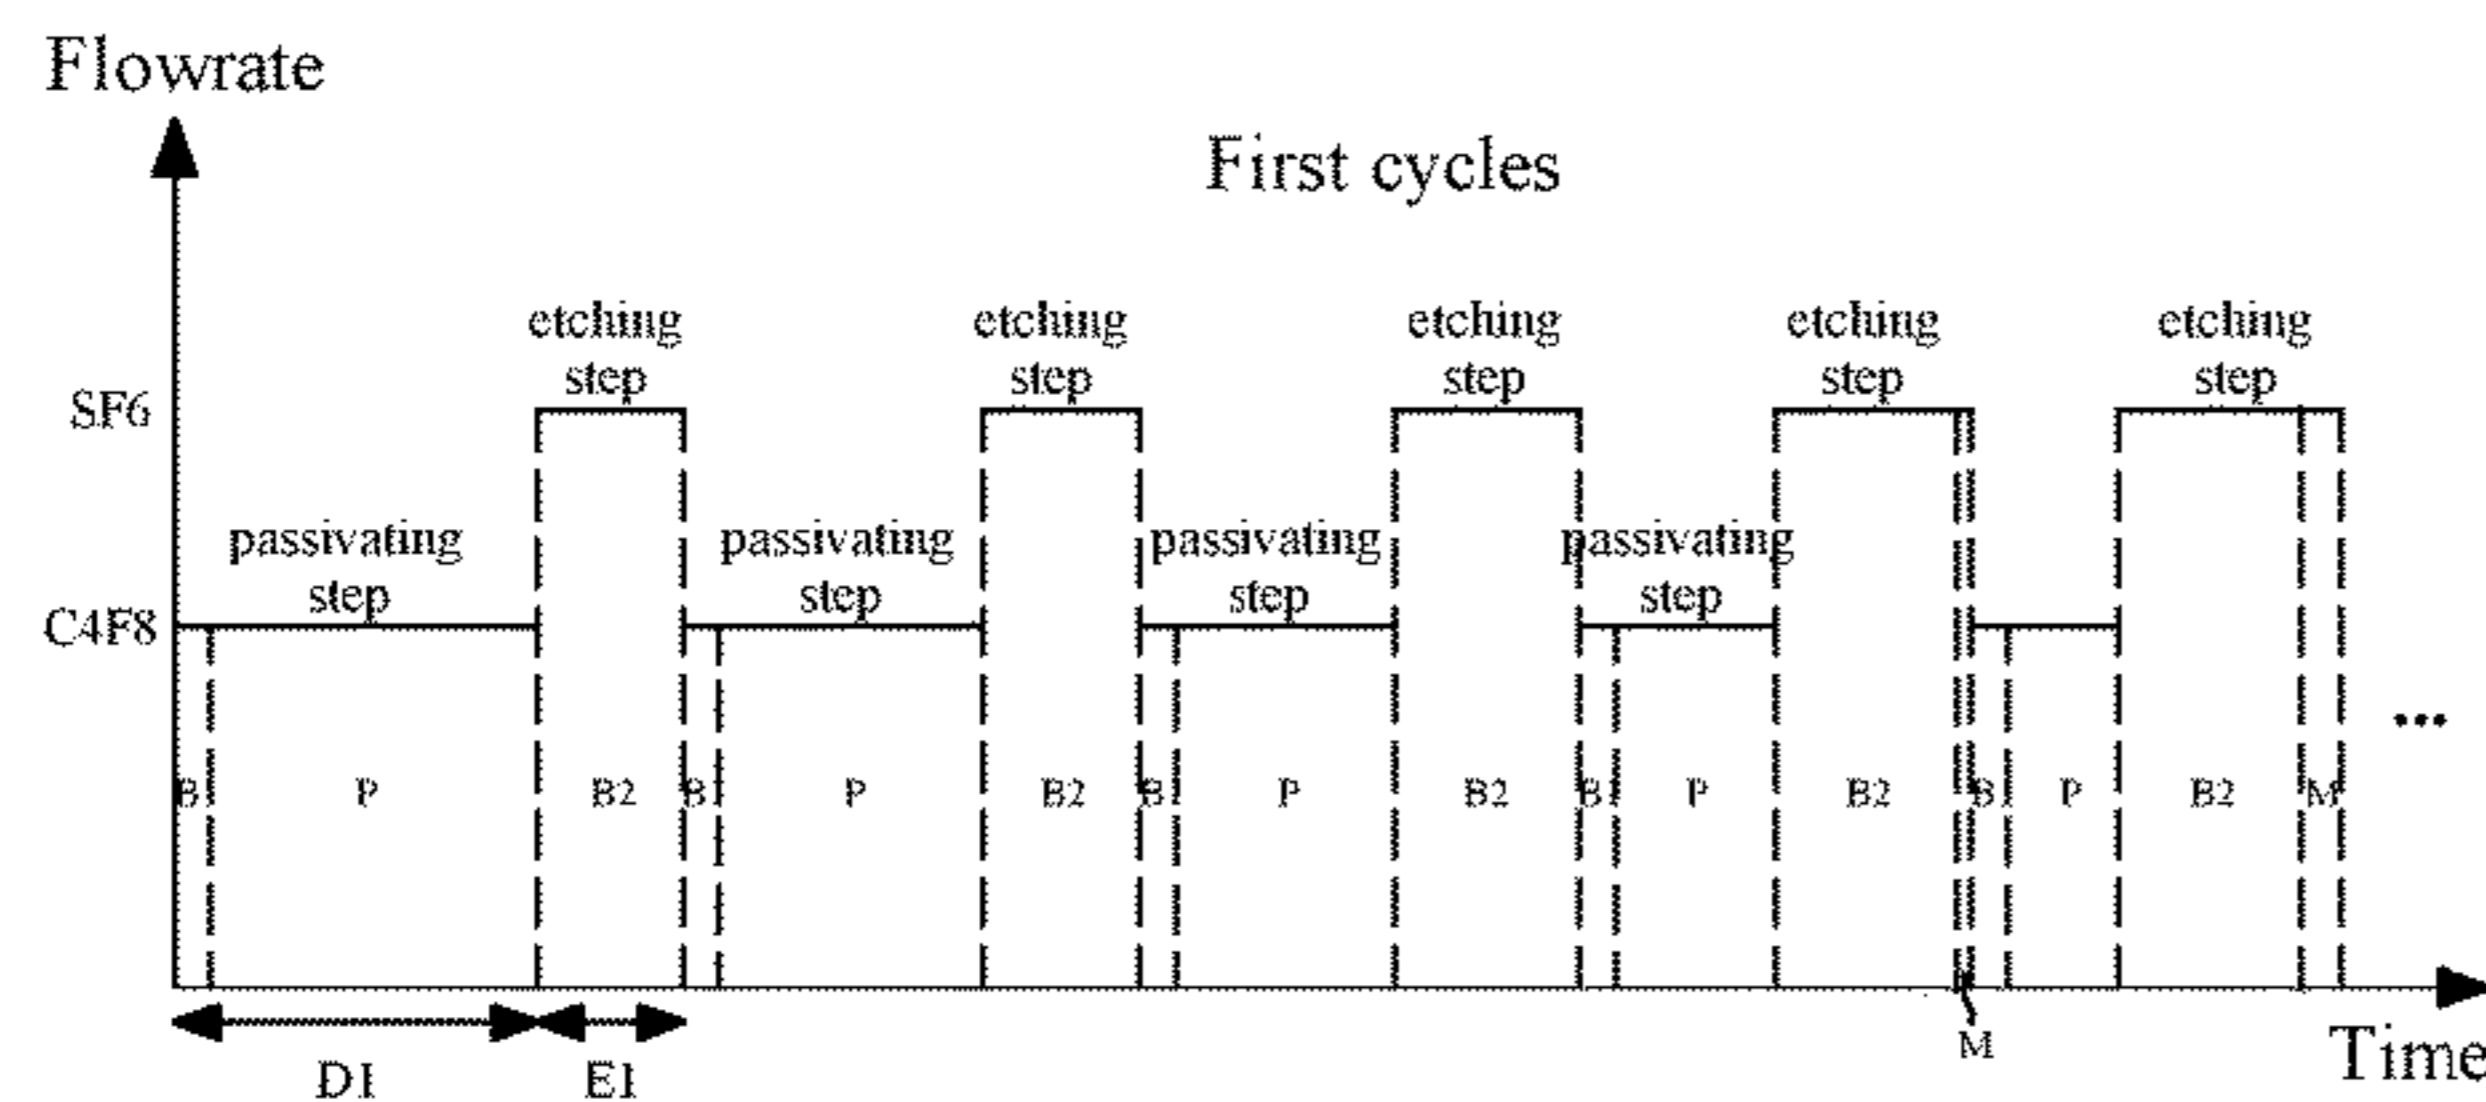 Flowrate
First cycles
etching
step
etching
step
etching
step
etching
step
etching
step
SF6
passivating
step
passivating
step
passivating
step
passivating
step
C4F8
B P B2 B P B2 B P B2 B P B2 B P B2 M
...
M
Time
D1 E1